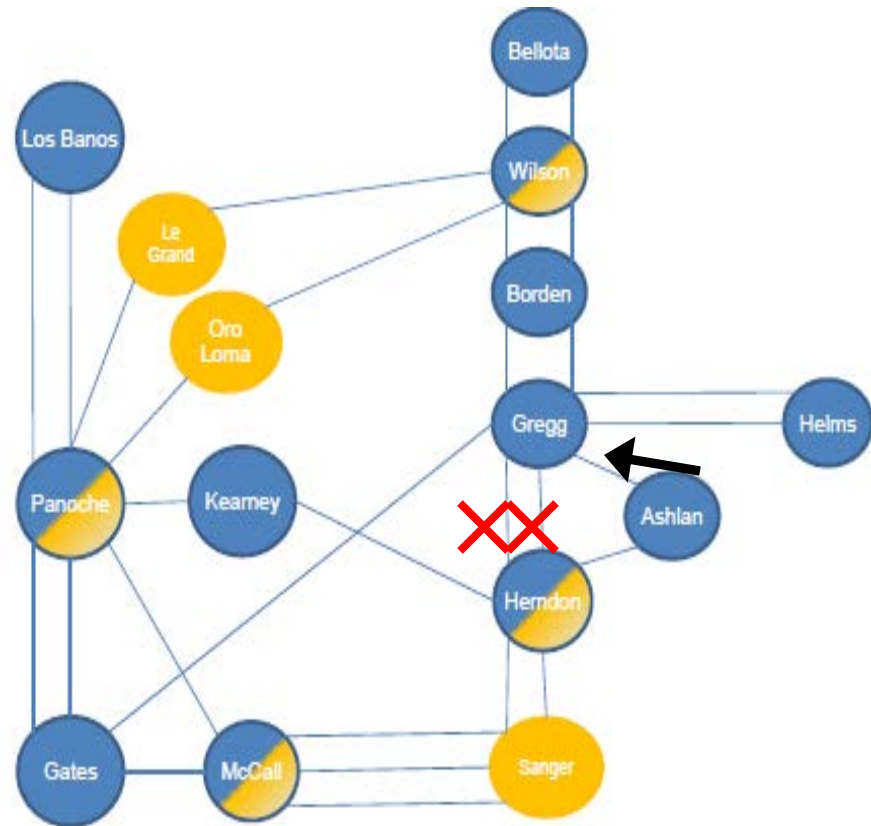 Bellota
Los Banos
Wilson
Le
Grand
Borden
Oro
Loma
Gregg
Helms
Panoche
Kearney
Ashlan
Herndon
Gates
McCall
Sanger